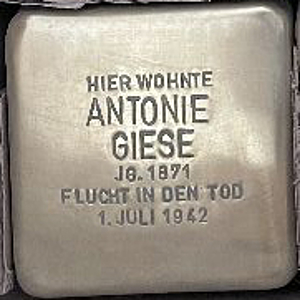 HIER WOHNTE
ANTONIE
GIESE
JG. 1871
FLUCHT IN DEN TOD
1. JULI 1942